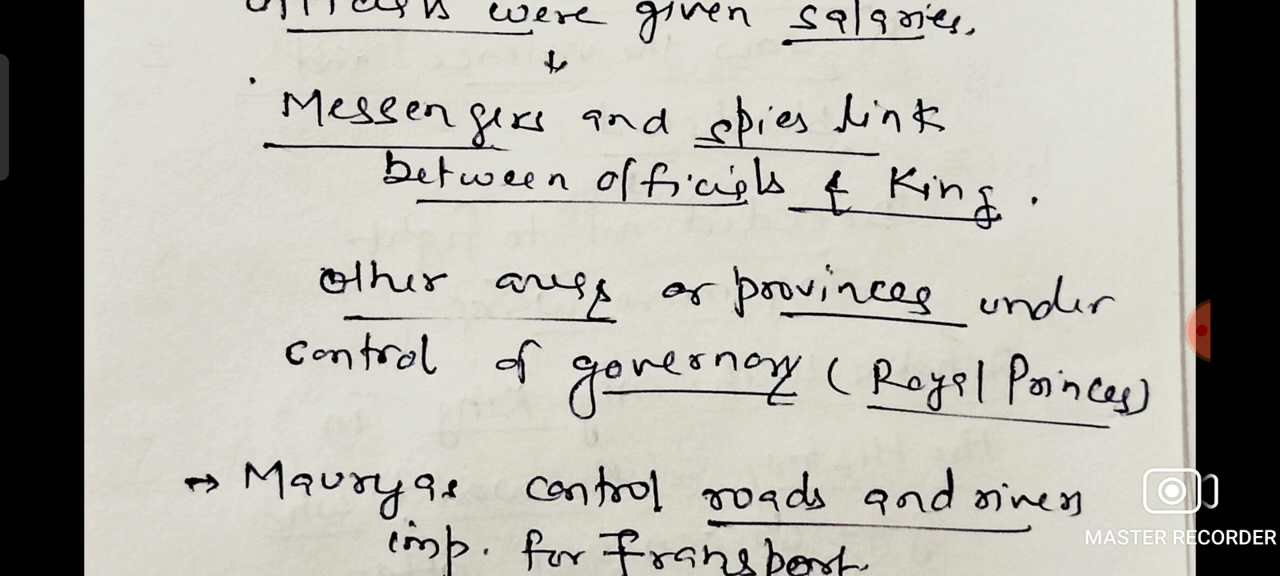 officials were given salaries.
Messengers and spies link
between officials & King.
other areas or provinces under
control of governors (Royal Princes)
→ Mauryas control roads and rivers
imp. for Transport.
MASTER RECORDER